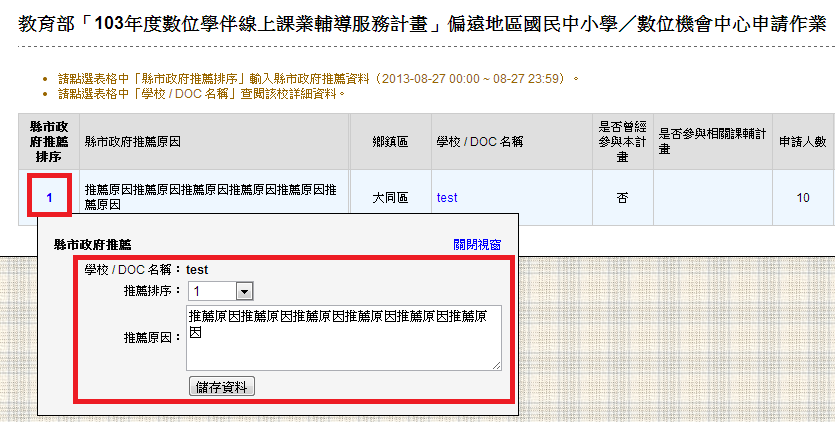 教育部「103年度數位學伴線上課業輔導服務計畫」偏遠地區國民中小學／數位機會中心申請作業
請點選表格中「縣市政府推薦排序」輸入縣市政府推薦資料（2013-08-27 00:00 ~ 08-27 23:59）。
請點選表格中「學校 / DOC 名稱」查閱該校詳細資料。
縣市政府推薦排序 縣市政府推薦原因 鄉鎮區 學校 / DOC 名稱 是否曾經參與本計畫 是否參與相關課輔計畫 申請人數
1 推薦原因推薦原因推薦原因推薦原因推薦原因推薦原因 大同區 test 否 10
縣市政府推薦 關閉視窗
學校 / DOC 名稱： test
推薦排序： 1
推薦原因： 推薦原因推薦原因推薦原因推薦原因推薦原因推薦原
因
儲存資料